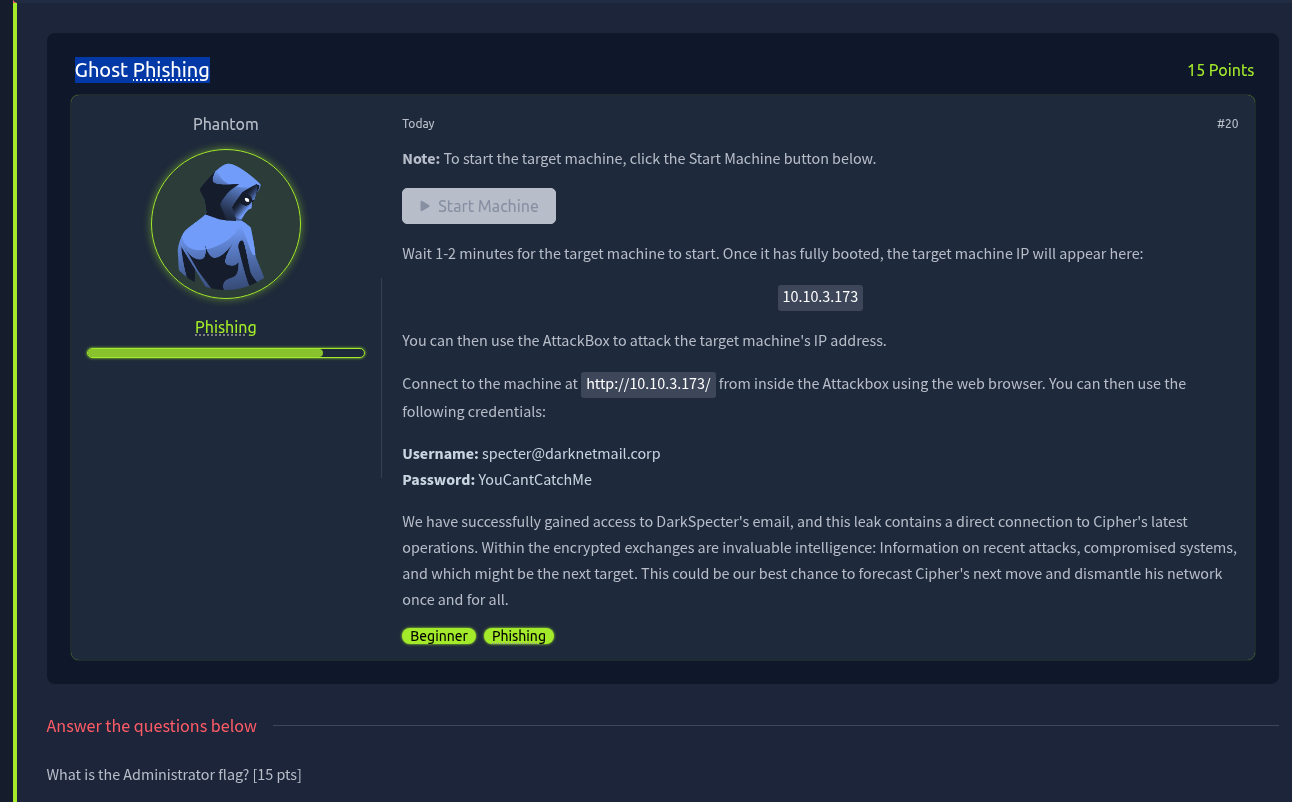 Ghost Phishing
15 Points
Phantom
Phishing
Today
#20
Note: To start the target machine, click the Start Machine button below.
Start Machine
Wait 1-2 minutes for the target machine to start. Once it has fully booted, the target machine IP will appear here:
10.10.3.173
You can then use the AttackBox to attack the target machine's IP address.
Connect to the machine at http://10.10.3.173/ from inside the Attackbox using the web browser. You can then use the
following credentials:
Username: specter@darknetmail.corp
Password: YouCantCatchMe
We have successfully gained access to DarkSpecter's email, and this leak contains a direct connection to Cipher's latest
operations. Within the encrypted exchanges are invaluable intelligence: Information on recent attacks, compromised systems,
and which might be the next target. This could be our best chance to forecast Cipher's next move and dismantle his network
once and for all.
Beginner Phishing
Answer the questions below
What is the Administrator flag? [15 pts]